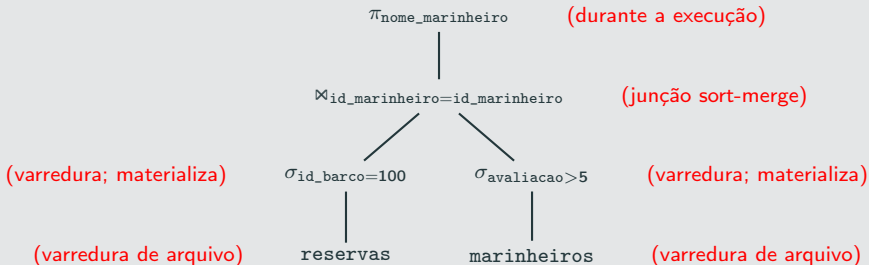 π nome_marinheiro (durante a execução)
⋈ id_marinheiro=id_marinheiro (junção sort-merge)
(varredura; materializa) σ id_barco=100 σ avaliacao>5 (varredura; materializa)
(varredura de arquivo) reservas marinheiros (varredura de arquivo)